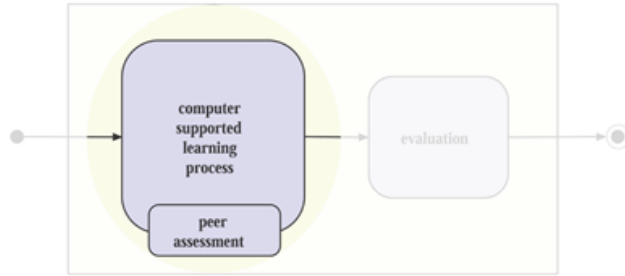 computer
supported
learning
process
peer
assessment
evaluation